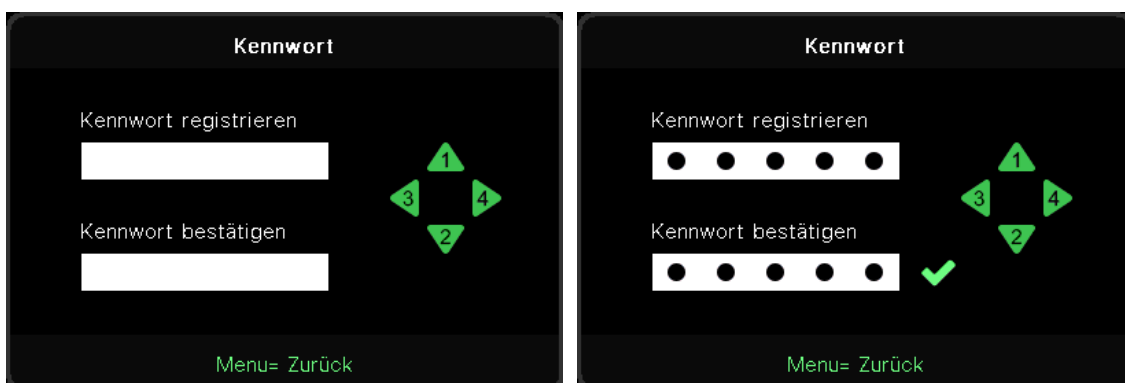 Kennwort
Kennwort registrieren
1
3 4
Kennwort bestätigen
2
Menu= Zurück
Kennwort
Kennwort registrieren
1
3 4
Kennwort bestätigen
2
Menu= Zurück